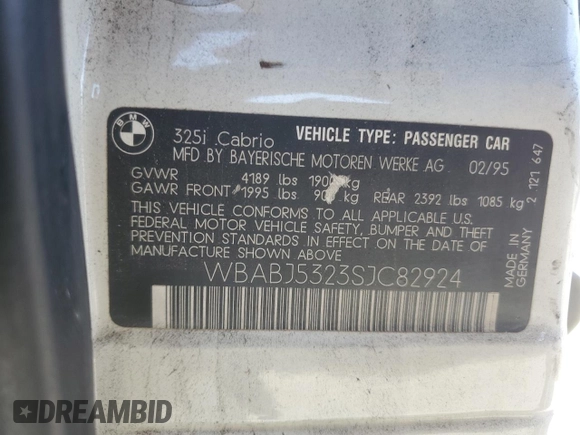 BMW
325i Cabrio VEHICLE TYPE: PASSENGER CAR
MFD BY BAYERISCHE MOTOREN WERKE AG 02/95
GVWR 4189 lbs 1900 kg
GAWR FRONT 1995 lbs kg REAR 2392 lbs 1085 kg
THIS VEHICLE CONFORMS TO ALL APPLICABLE U.S.
FEDERAL MOTOR VEHICLE SAFETY, BUMPER AND THEFT
PREVENTION STANDARDS IN EFFECT ON THE DATE OF
MANUFACTURE SHOWN ABOVE
WBABJ5323SJC82924
MADE IN
GERMANY
2 121 647
DREAMBID